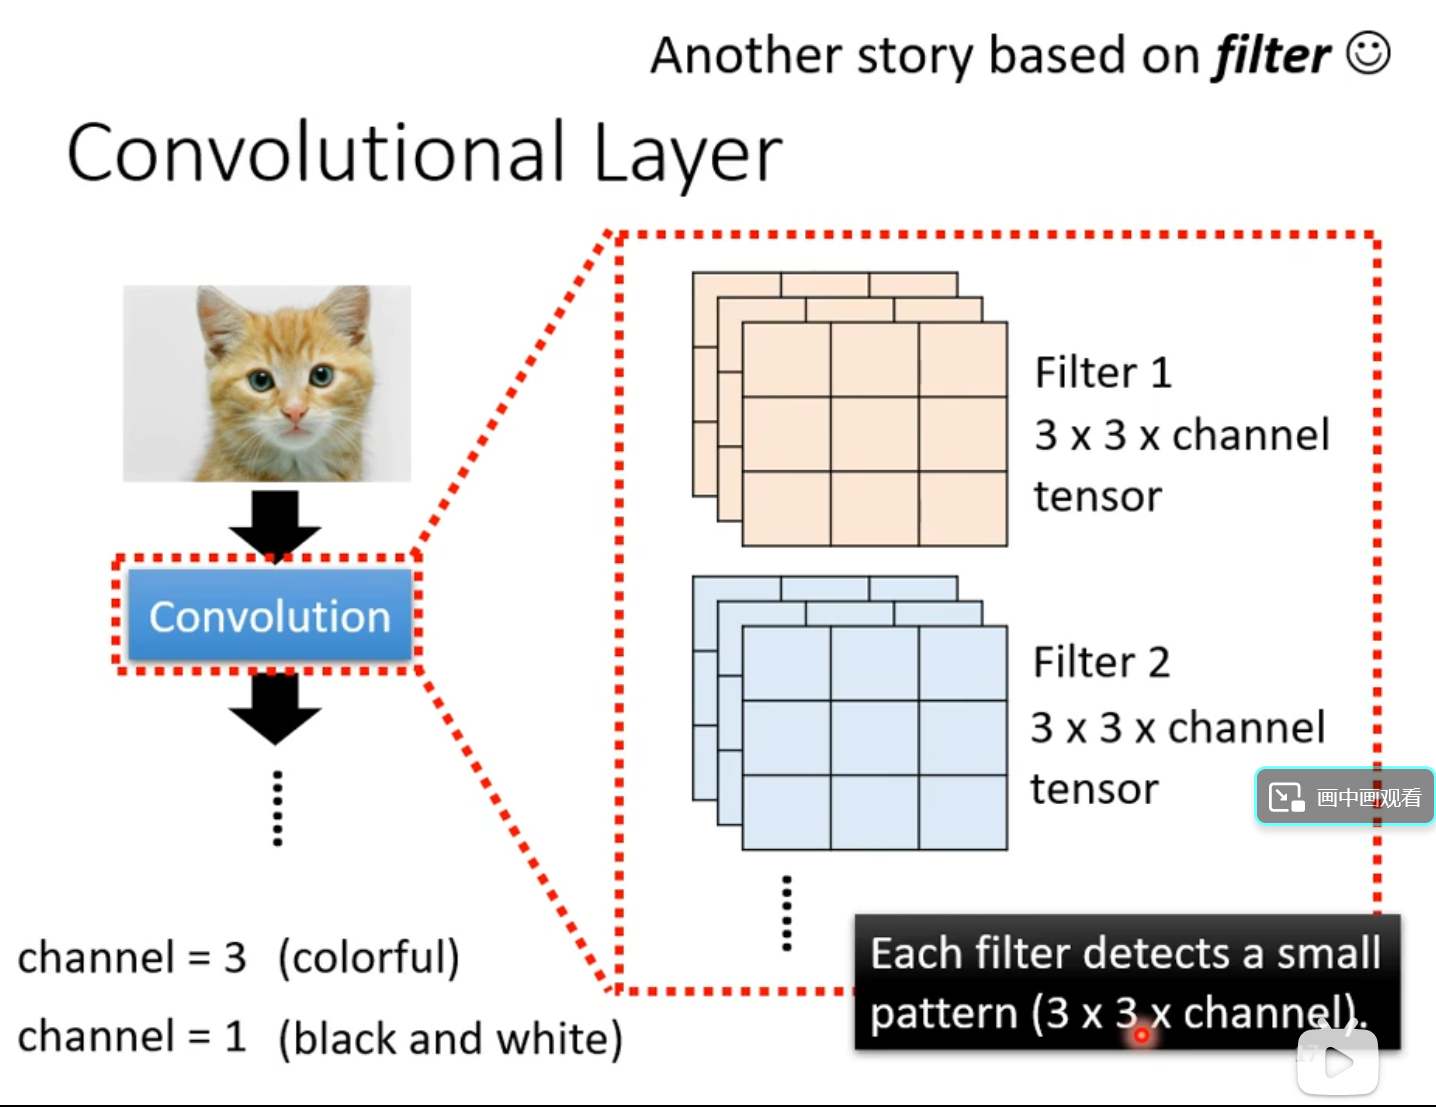 Another story based on filter
Convolutional Layer
Filter 1
3 x 3 x channel
tensor
Convolution
Filter 2
3 x 3 x channel
tensor
画中画观看
channel = 3 (colorful)
channel = 1 (black and white)
Each filter detects a small
pattern (3 x 3 x channel).